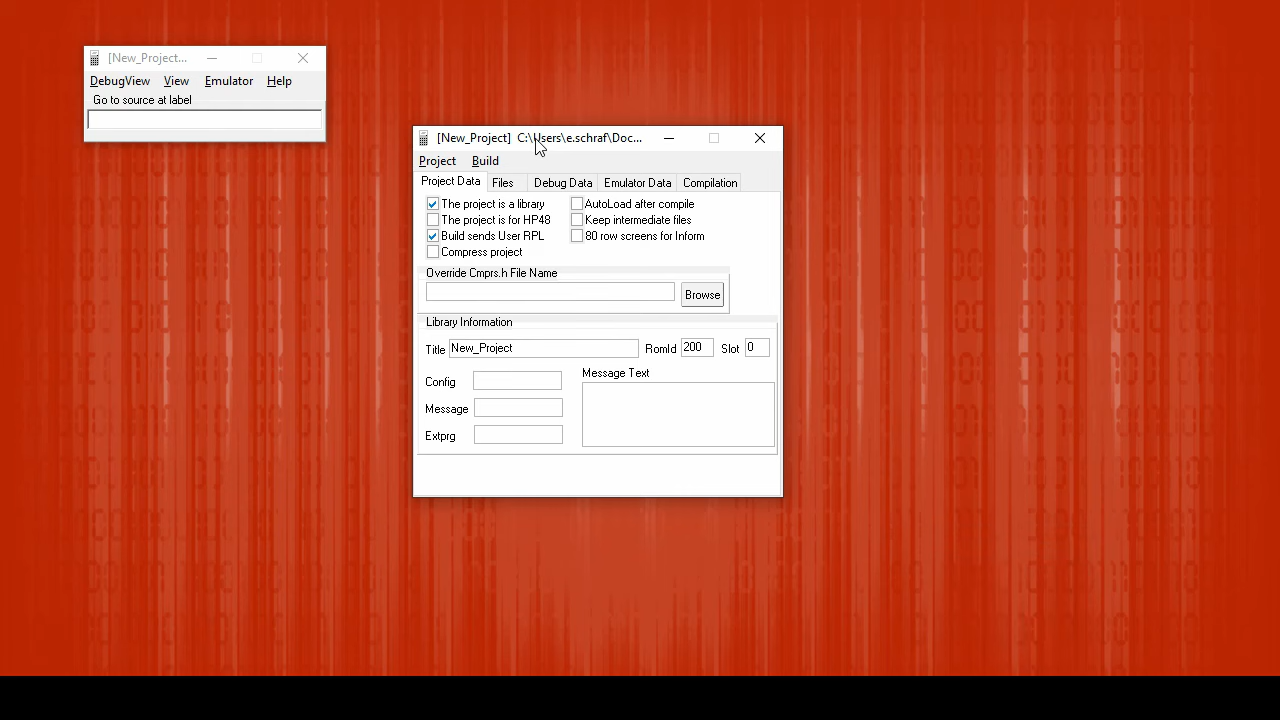 [New_Project...
DebugView View Emulator Help
Go to source at label
[New_Project] C:\Users\e.schraf\Doc...
Project Build
Project Data Files Debug Data Emulator Data Compilation
The project is a library AutoLoad after compile
The project is for HP48 Keep intermediate files
Build sends User RPL 80 row screens for Inform
Compress project
Override Cmprs.h File Name
Browse
Library Information
Title New_Project RomId 200 Slot 0
Config Message Text
Message
Extprg